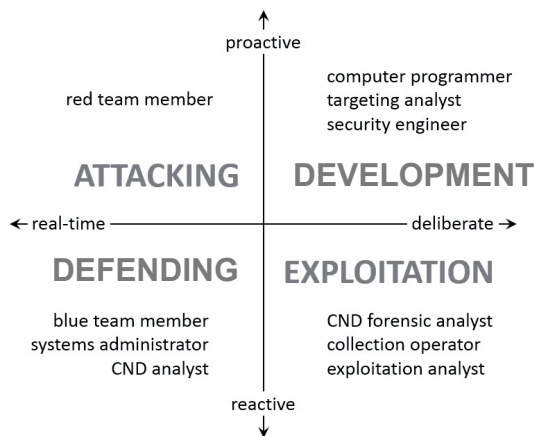 proactive
red team member
computer programmer
targeting analyst
security engineer
ATTACKING
DEVELOPMENT
real-time
deliberate
DEFENDING
EXPLOITATION
blue team member
systems administrator
CND analyst
CND forensic analyst
collection operator
exploitation analyst
reactive